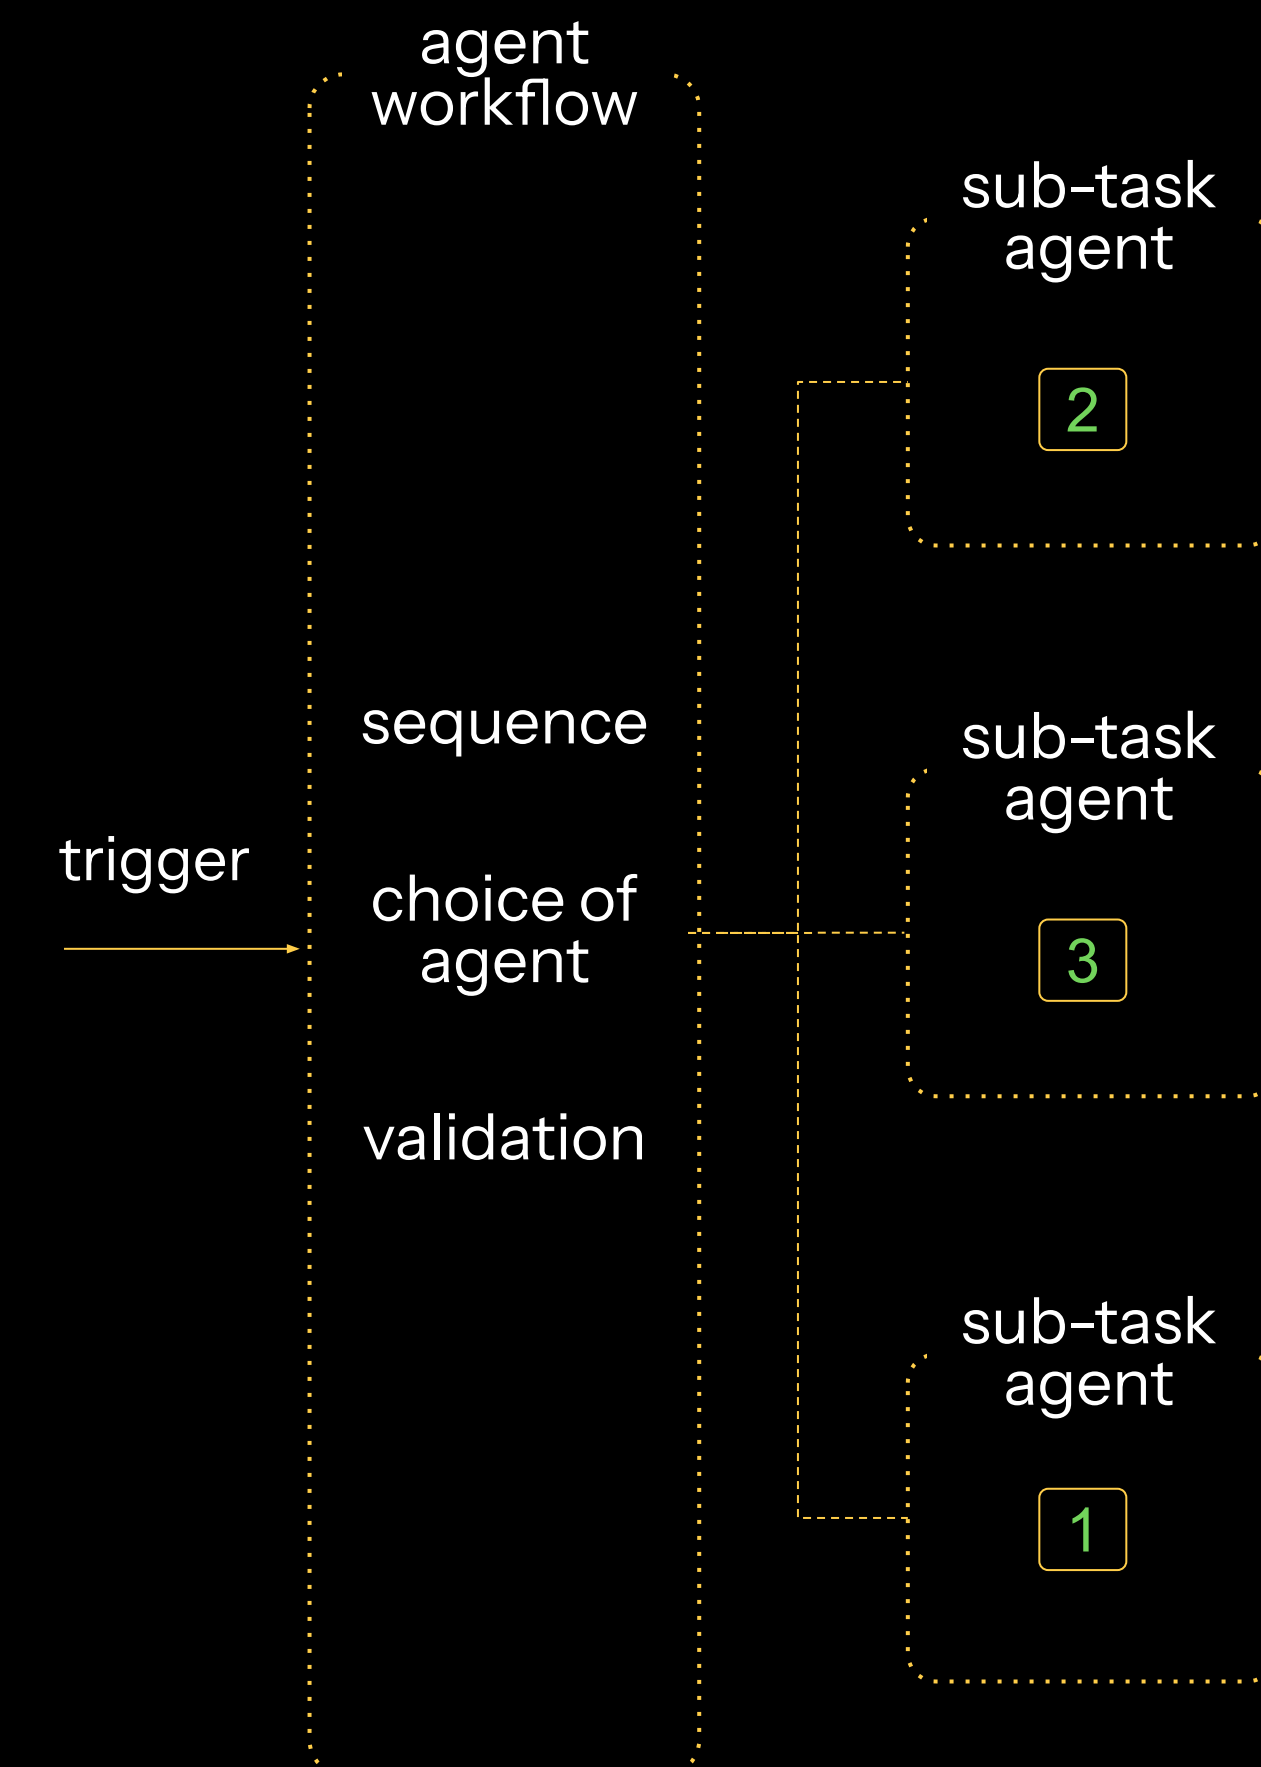 agent
workflow
sub-task
agent
2
sequence
sub-task
agent
trigger
choice of
agent
3
validation
sub-task
agent
1